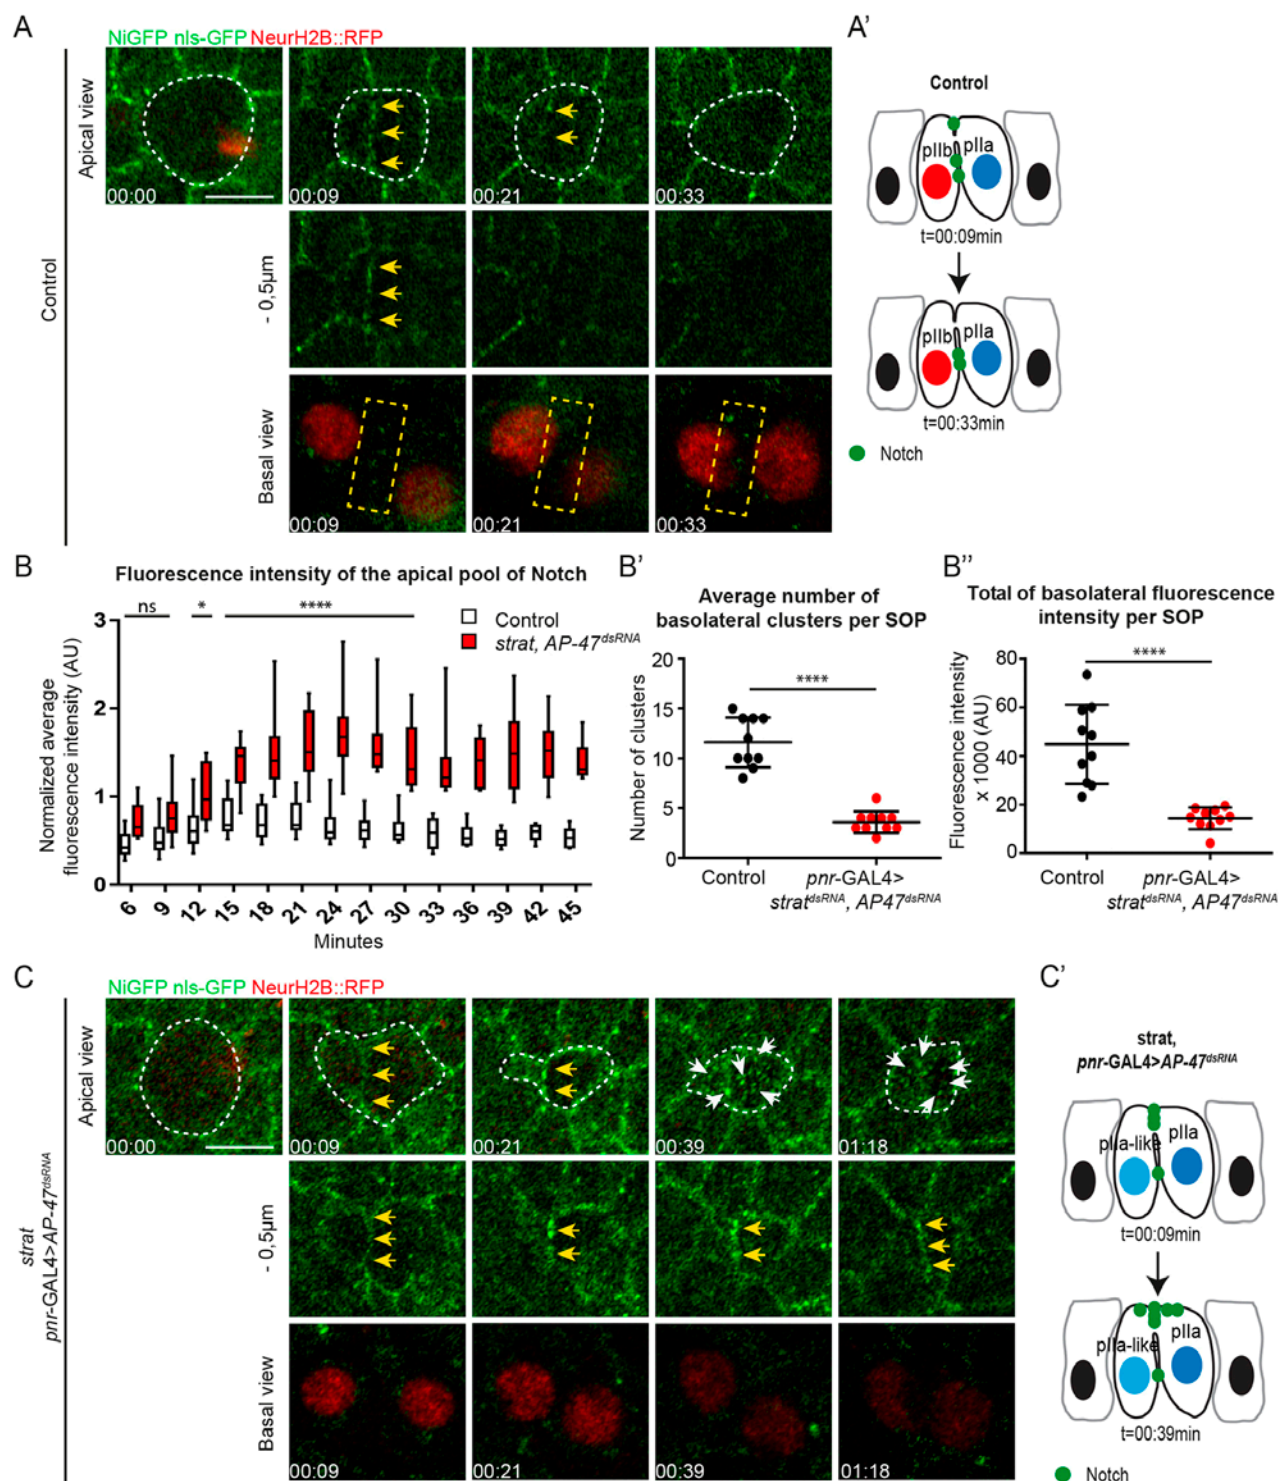 A
NiGFP nls-GFP NeurH2B::RFP
Control
Apical view
00:00
00:09
00:21
00:33
- 0,5µm
Basal view
00:09
00:21
00:33
A'
Control
pIIb
pIIa
t=00:09min
pIIb
pIIa
t=00:33min
Notch
B
Fluorescence intensity of the apical pool of Notch
Normalized average
fluorescence intensity (AU)
3
2
1
0
ns
*
****
Control
strat, AP-47dsRNA
6 9 12 15 18 21 24 27 30 33 36 39 42 45
Minutes
B'
Average number of
basolateral clusters per SOP
Number of clusters
20
15
10
5
0
****
Control
pnr-GAL4>
stratdsRNA, AP47dsRNA
B''
Total of basolateral fluorescence
intensity per SOP
Fluorescence intensity
x 1000 (AU)
80
60
40
20
0
****
Control
pnr-GAL4>
stratdsRNA, AP47dsRNA
C
NiGFP nls-GFP NeurH2B::RFP
strat
pnr-GAL4>AP-47dsRNA
Apical view
00:00
00:09
00:21
00:39
01:18
- 0,5µm
Basal view
00:09
00:21
00:39
01:18
C'
strat,
pnr-GAL4>AP-47dsRNA
pIIa-like
pIIa
t=00:09min
pIIa-like
pIIa
t=00:39min
Notch